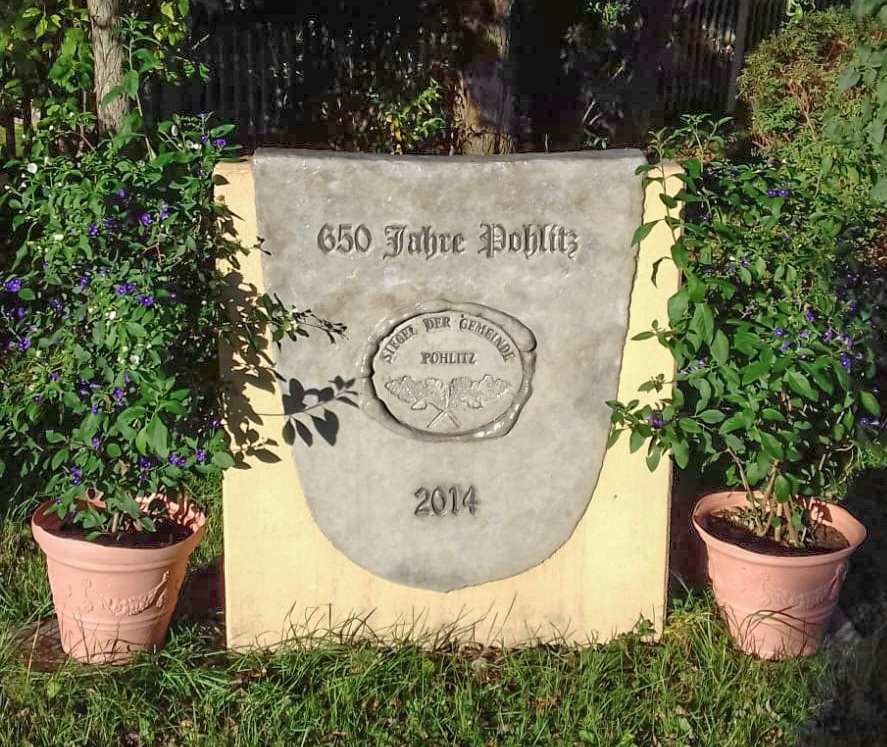 650 Jahre Pohlitz
SIEGEL DER GEMEINDE
POHLITZ
2014